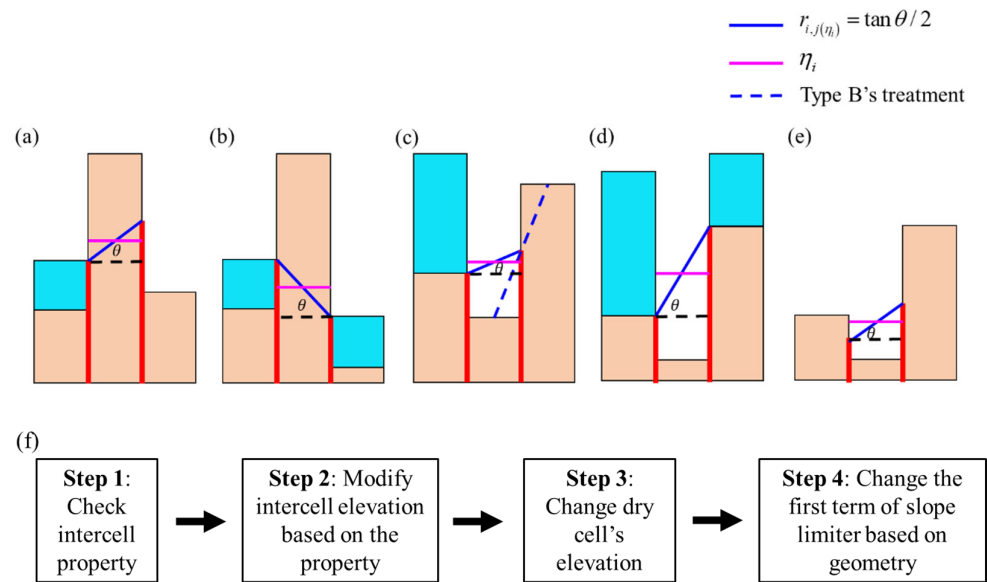 r_{i,j(η_i)} = tan θ / 2
η_i
Type B's treatment
(a)
(b)
(c)
(d)
(e)
θ
θ
θ
θ
θ
(f)
Step 1:
Check
intercell
property
Step 2: Modify
intercell elevation
based on the
property
Step 3:
Change dry
cell's
elevation
Step 4: Change the
first term of slope
limiter based on
geometry